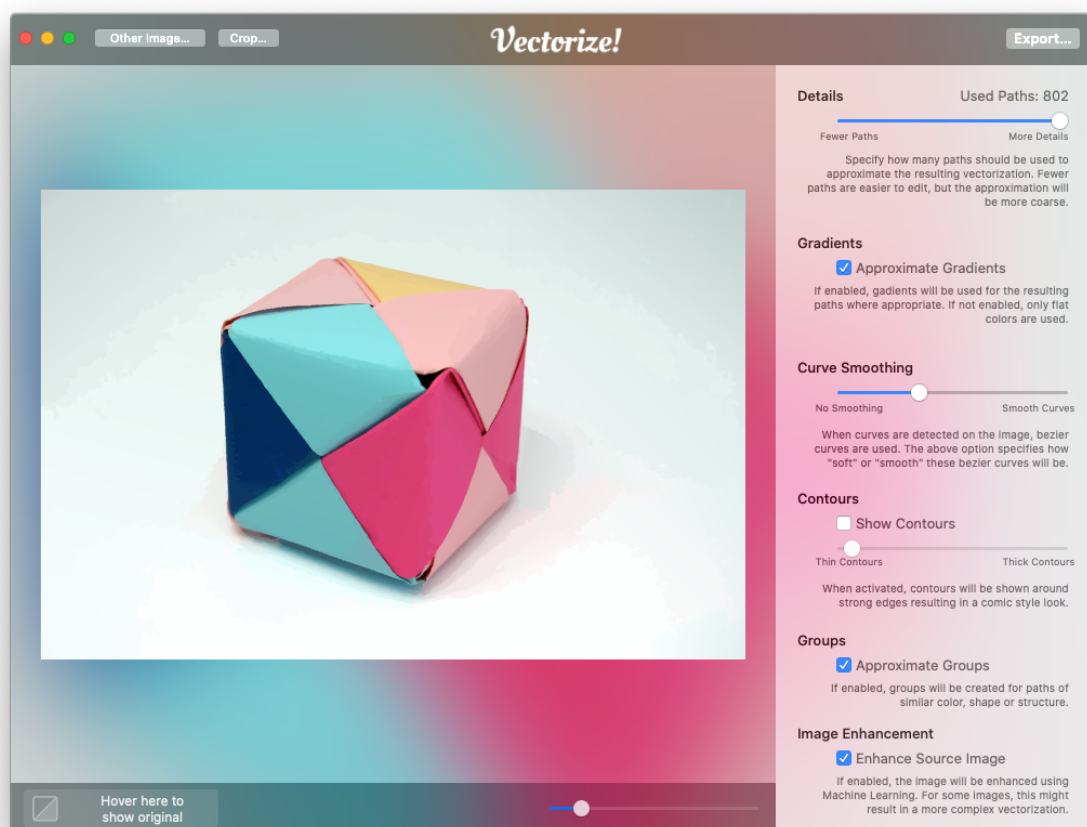 Other Image...
Crop...
Vectorize!
Export...
Details
Used Paths: 802
Fewer Paths
More Details
Specify how many paths should be used to
approximate the resulting vectorization. Fewer
paths are easier to edit, but the approximation will
be more coarse.
Gradients
Approximate Gradients
If enabled, gadients will be used for the resulting
paths where appropriate. If not enabled, only flat
colors are used.
Curve Smoothing
No Smoothing
Smooth Curves
When curves are detected on the image, bezier
curves are used. The above option specifies how
"soft" or "smooth" these bezier curves will be.
Contours
Show Contours
Thin Contours
Thick Contours
When activated, contours will be shown around
strong edges resulting in a comic style look.
Groups
Approximate Groups
If enabled, groups will be created for paths of
similar color, shape or structure.
Image Enhancement
Enhance Source Image
If enabled, the image will be enhanced using
Machine Learning. For some images, this might
result in a more complex vectorization.
Hover here to
show original